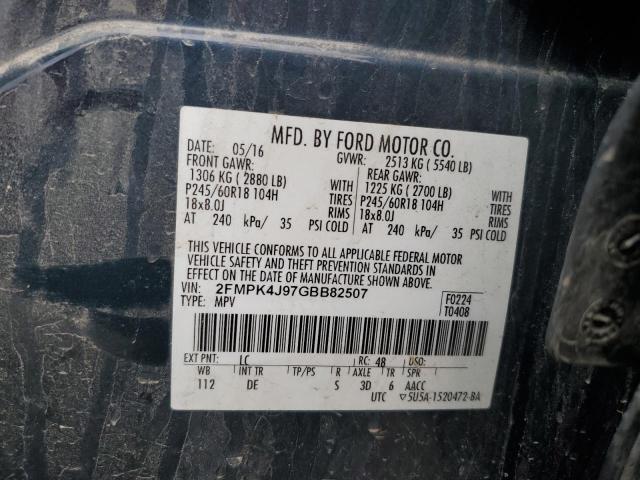 MFD. BY FORD MOTOR CO.
DATE: 05/16 GVWR: 2513 KG ( 5540 LB)
FRONT GAWR: REAR GAWR:
1306 KG ( 2880 LB) WITH 1225 KG ( 2700 LB) WITH
P245/60R18 104H TIRES P245/60R18 104H TIRES
18x8.0J RIMS 18x8.0J RIMS
AT 240 kPa/ 35 PSI COLD AT 240 kPa/ 35 PSI COLD
THIS VEHICLE CONFORMS TO ALL APPLICABLE FEDERAL MOTOR
VEHICLE SAFETY AND THEFT PREVENTION STANDARDS IN
EFFECT ON THE DATE OF MANUFACTURE SHOWN ABOVE.
VIN: 2FMPK4J97GBB82507 F0224
TYPE: MPV T0408
EXT PNT: LC RC: 48 DSO:
WB INT TR TP/PS R AXLE TR SPR
112 DE S 3D 6 AACC
UTC 5U5A-1520472-BA